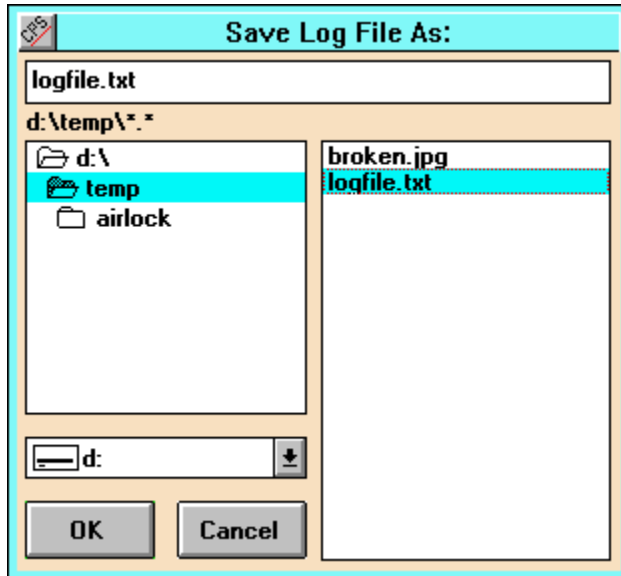 Save Log File As:
logfile.txt
d:\temp\*.*
d:\
temp
airlock
broken.jpg
logfile.txt
d:
OK
Cancel